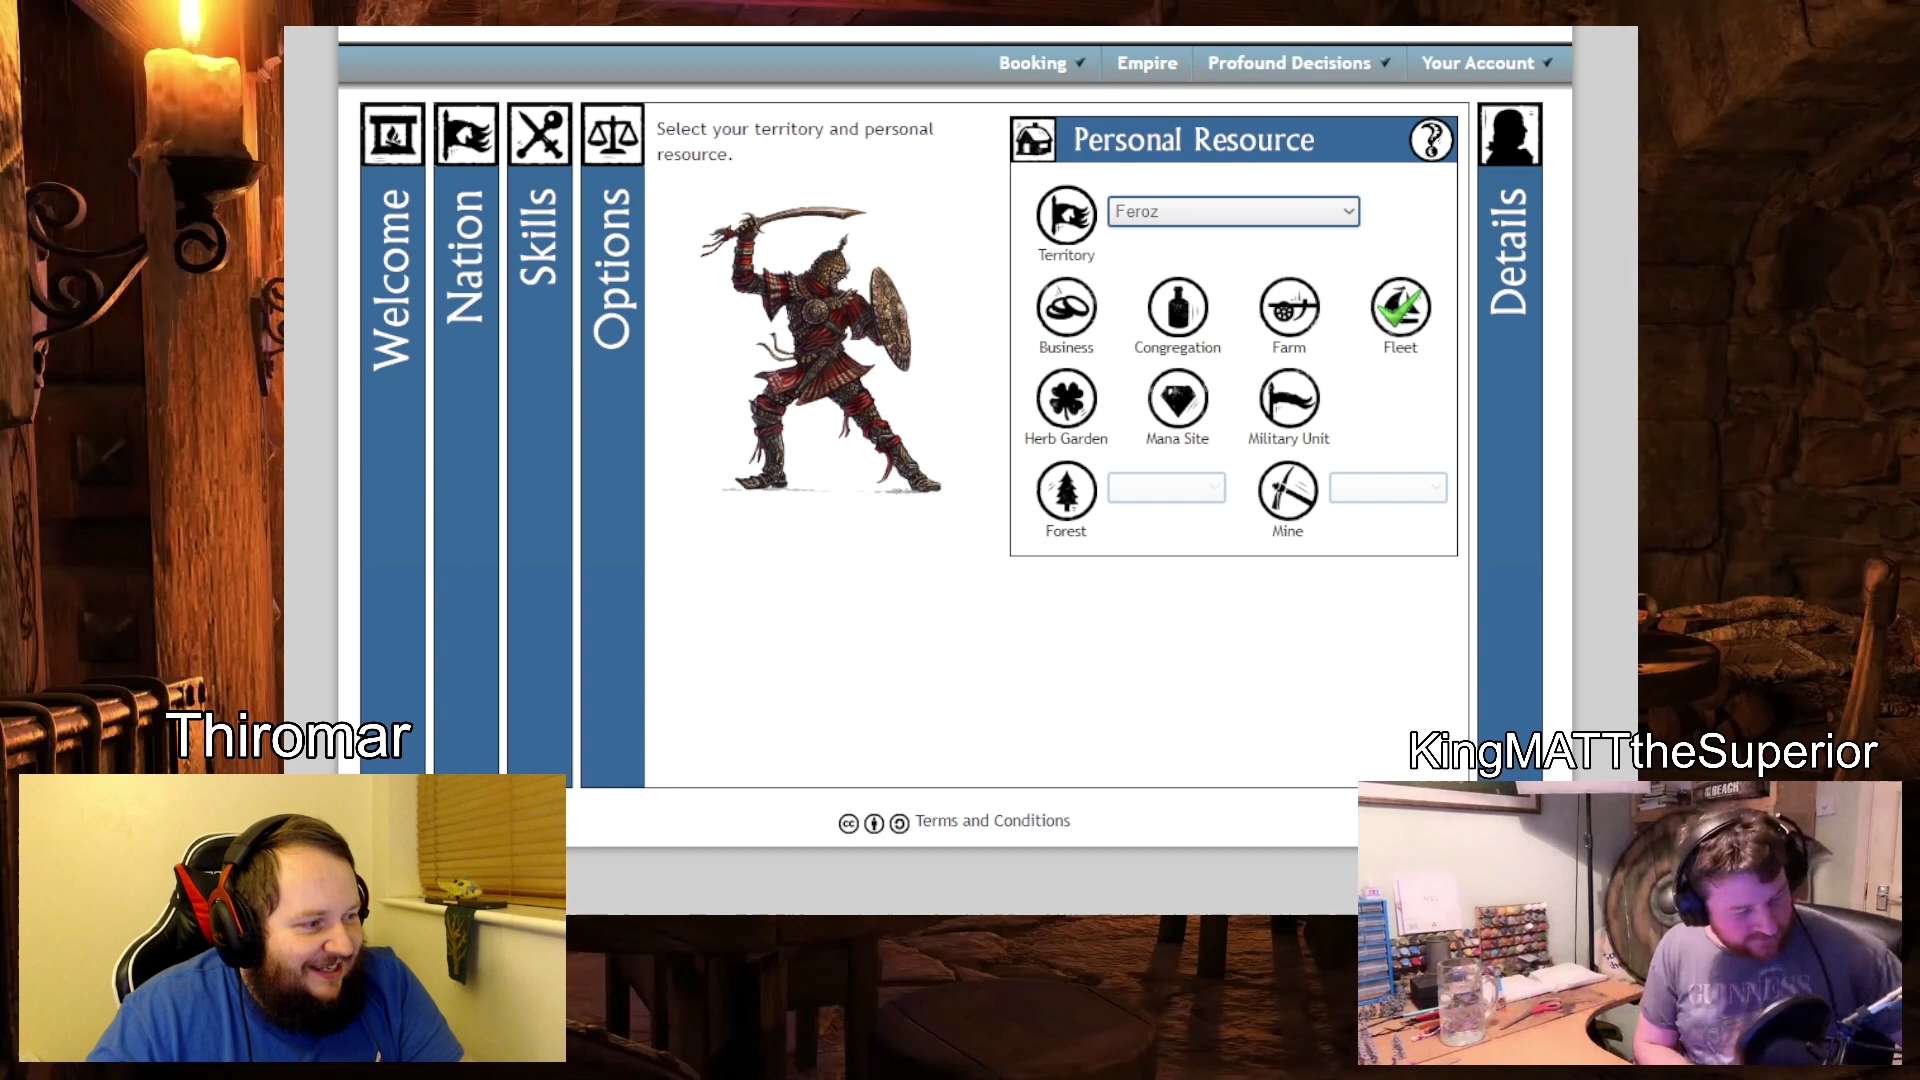 Booking
Empire
Profound Decisions
Your Account
Welcome
Nation
Skills
Options
Select your territory and personal
resource.
Personal Resource
Feroz
Territory
Business
Congregation
Farm
Fleet
Herb Garden
Mana Site
Military Unit
Forest
Mine
Details
Terms and Conditions
Thiromar
KingMATTtheSuperior
BEACH
GUINNESS